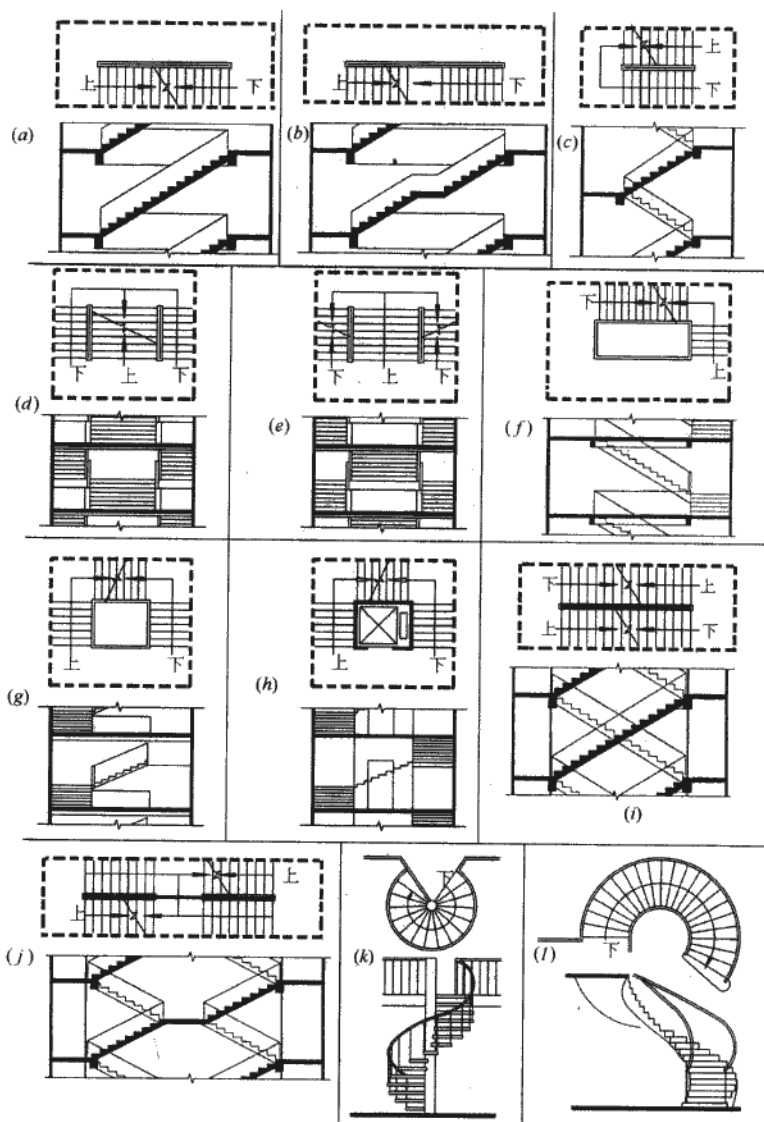 上 下
(a)
上 下
(b)
上
下
(c)
下 上 下
(d)
下 上 下
(e)
下
上
(f)
上 下
(g)
上 下
(h)
下 上
上 下
(i)
上
上
(j)
下
(k)
下
(l)